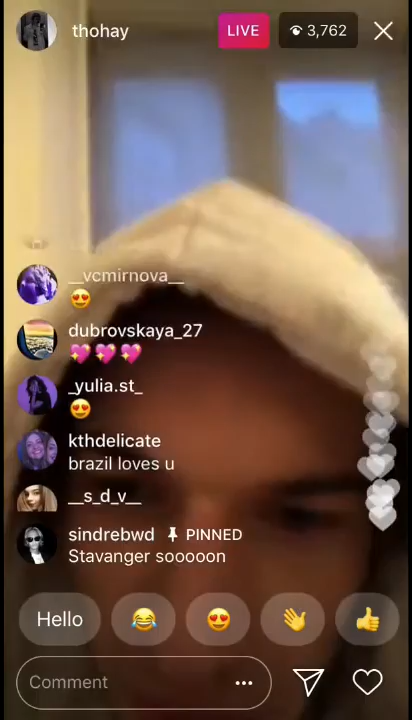 thohay
LIVE
3,762
__vcmirnova__
😍
dubrovskaya_27
💖💖💖
_yulia.st_
😍
kthdelicate
brazil loves u
__s_d_v__
sindrebwd PINNED
Stavanger sooooon
Hello 😂 😍 👋 👍
Comment